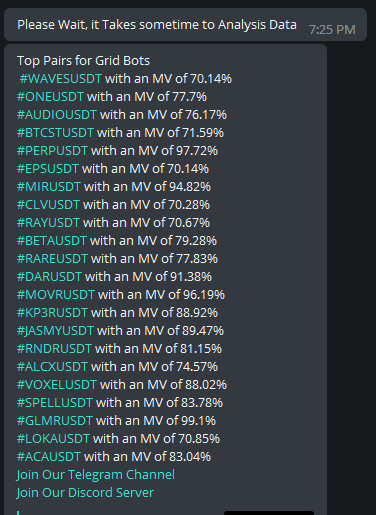 Please Wait, it Takes sometime to Analysis Data
7:25 PM
Top Pairs for Grid Bots
#WAVESUSDT with an MV of 70.14%
#ONEUSDT with an MV of 77.7%
#AUDIOUSDT with an MV of 76.17%
#BTCSTUSDT with an MV of 71.59%
#PERPUSDT with an MV of 97.72%
#EPSUSDT with an MV of 70.14%
#MIRUSDT with an MV of 94.82%
#CLVUSDT with an MV of 70.28%
#RAYUSDT with an MV of 70.67%
#BETAUSDT with an MV of 79.28%
#RAREUSDT with an MV of 77.83%
#DARUSDT with an MV of 91.38%
#MOVRUSDT with an MV of 96.19%
#KP3RUSDT with an MV of 88.92%
#JASMYUSDT with an MV of 89.47%
#RNDRUSDT with an MV of 81.15%
#ALCXUSDT with an MV of 74.57%
#VOXELUSDT with an MV of 88.02%
#SPELLUSDT with an MV of 83.78%
#GLMRUSDT with an MV of 99.1%
#LOKAUSDT with an MV of 70.85%
#ACAUSDT with an MV of 83.04%
Join Our Telegram Channel
Join Our Discord Server